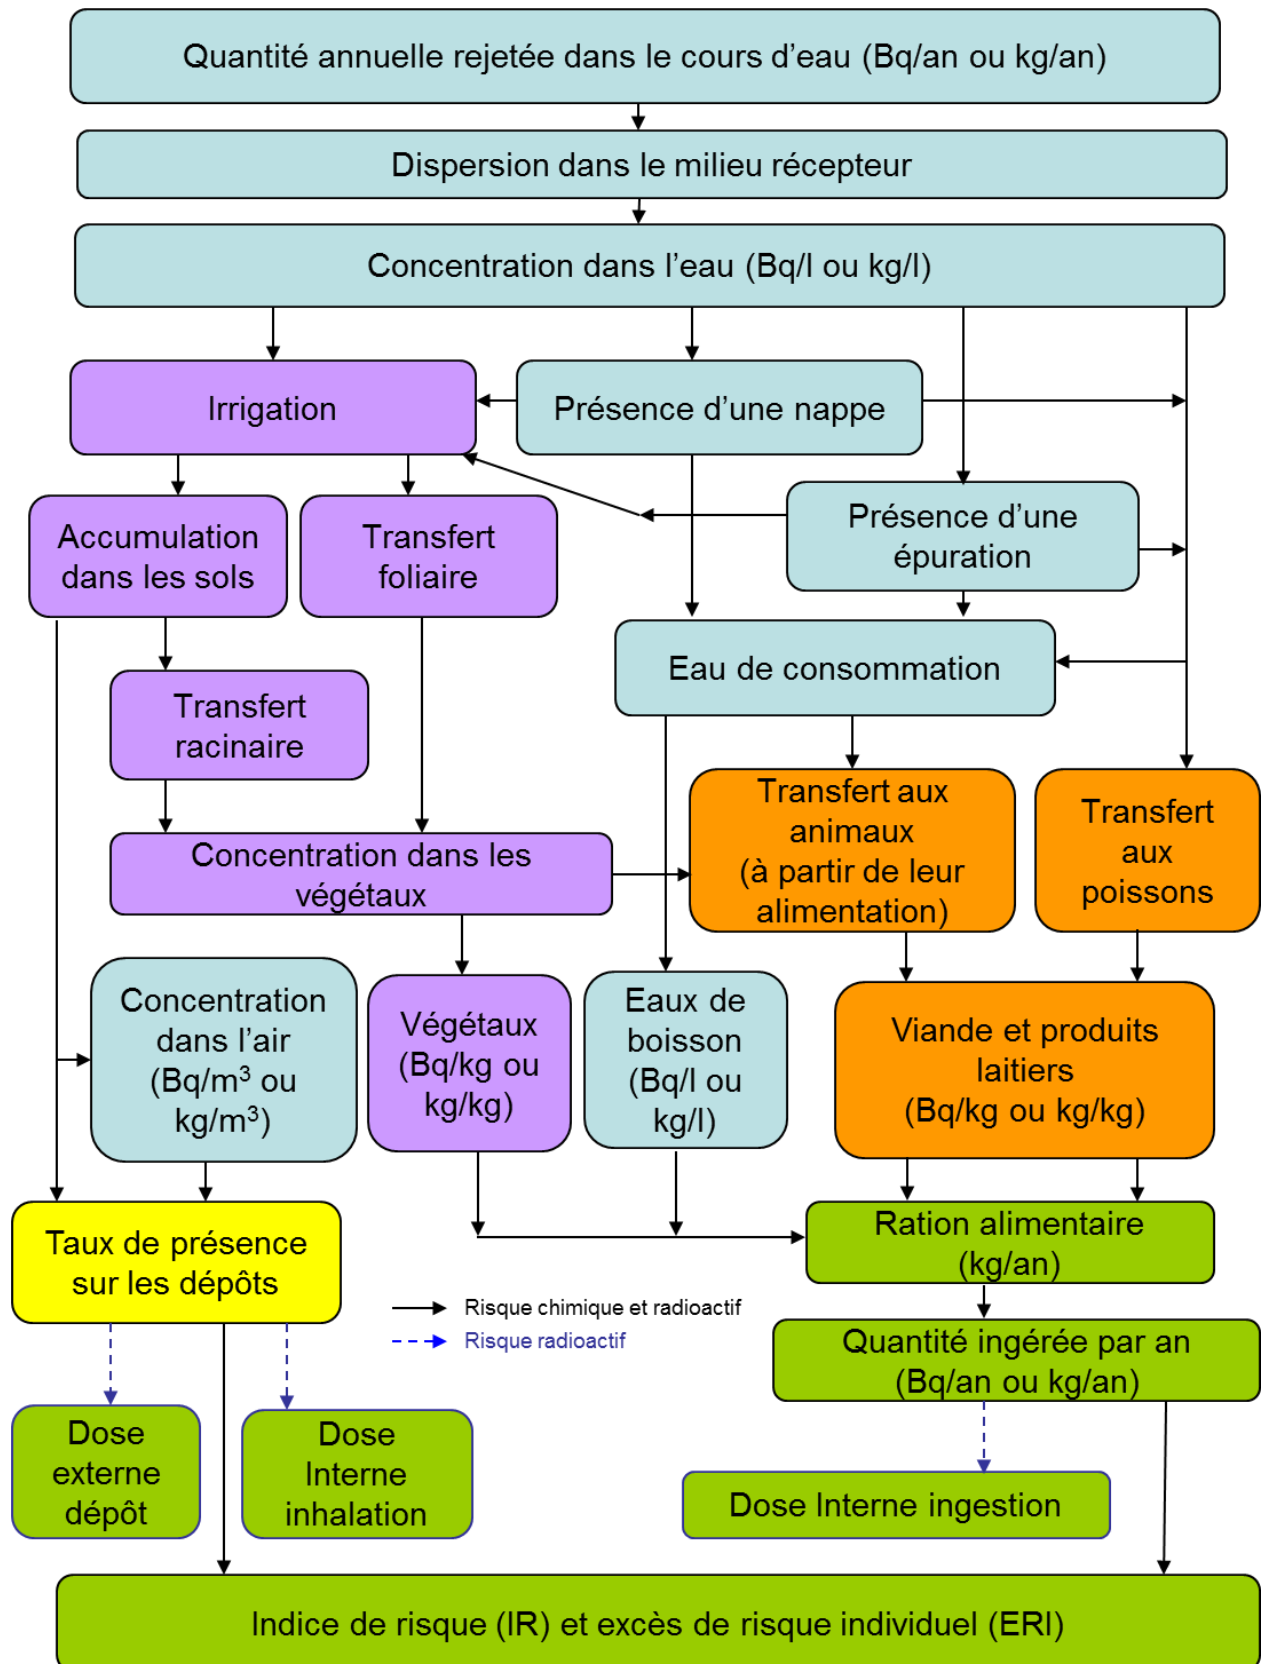 Quantité annuelle rejetée dans le cours d'eau (Bq/an ou kg/an)
Dispersion dans le milieu récepteur
Concentration dans l'eau (Bq/l ou kg/l)
Irrigation
Présence d'une nappe
Accumulation
dans les sols
Transfert
foliaire
Présence d'une
épuration
Eau de consommation
Transfert
racinaire
Transfert aux
animaux
(à partir de leur
alimentation)
Transfert
aux
poissons
Concentration dans les
végétaux
Concentration
dans l'air
(Bq/m³ ou
kg/m³)
Végétaux
(Bq/kg ou
kg/kg)
Eaux de
boisson
(Bq/l ou
kg/l)
Viande et produits
laitiers
(Bq/kg ou kg/kg)
Taux de présence
sur les dépôts
Ration alimentaire
(kg/an)
Risque chimique et radioactif
Risque radioactif
Quantité ingérée par an
(Bq/an ou kg/an)
Dose
externe
dépôt
Dose
Interne
inhalation
Dose Interne ingestion
Indice de risque (IR) et excès de risque individuel (ERI)